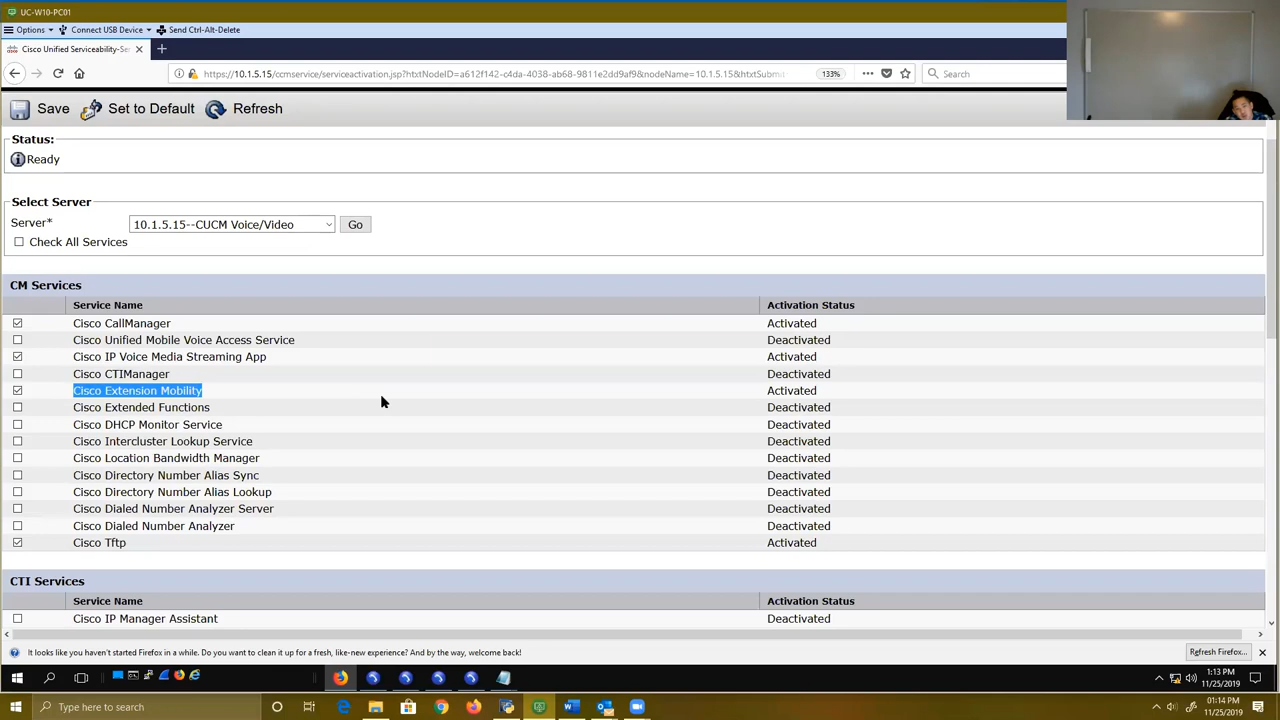 UC-W10-PC01
Options Connect USB Device Send Ctrl-Alt-Delete
Cisco Unified Serviceability-Ser
https://10.1.5.15/ccmservice/serviceactivation.jsp?htxtNodeID=a612f142-c4da-4038-ab68-9811e2dd9af9&nodeName=10.1.5.15&htxtSubm 133% Search
Save Set to Default Refresh
Status:
Ready
Select Server
Server* 10.1.5.15--CUCM Voice/Video Go
Check All Services
CM Services
Service Name Activation Status
Cisco CallManager Activated
Cisco Unified Mobile Voice Access Service Deactivated
Cisco IP Voice Media Streaming App Activated
Cisco CTIManager Deactivated
Cisco Extension Mobility Activated
Cisco Extended Functions Deactivated
Cisco DHCP Monitor Service Deactivated
Cisco Intercluster Lookup Service Deactivated
Cisco Location Bandwidth Manager Deactivated
Cisco Directory Number Alias Sync Deactivated
Cisco Directory Number Alias Lookup Deactivated
Cisco Dialed Number Analyzer Server Deactivated
Cisco Dialed Number Analyzer Deactivated
Cisco Tftp Activated
CTI Services
Service Name Activation Status
Cisco IP Manager Assistant Deactivated
It looks like you haven't started Firefox in a while. Do you want to clean it up for a fresh, like-new experience? And by the way, welcome back! Refresh Firefox...
1:13 PM
11/25/2019
Type here to search 01:14 PM
11/25/2019